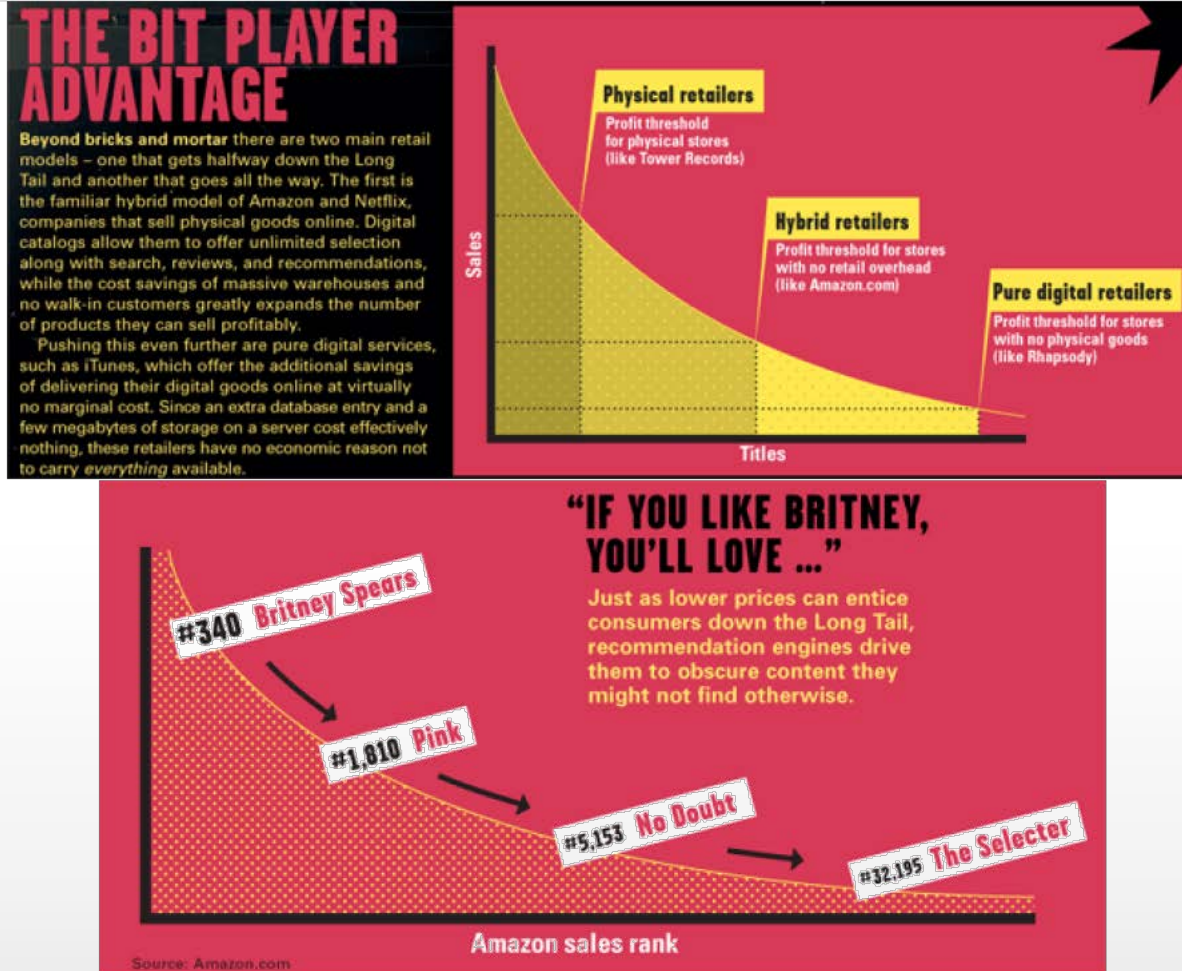 THE BIT PLAYER
ADVANTAGE
Beyond bricks and mortar there are two main retail
models – one that gets halfway down the Long
Tail and another that goes all the way. The first is
the familiar hybrid model of Amazon and Netflix,
companies that sell physical goods online. Digital
catalogs allow them to offer unlimited selection
along with search, reviews, and recommendations,
while the cost savings of massive warehouses and
no walk-in customers greatly expands the number
of products they can sell profitably.
Pushing this even further are pure digital services,
such as iTunes, which offer the additional savings
of delivering their digital goods online at virtually
no marginal cost. Since an extra database entry and a
few megabytes of storage on a server cost effectively
nothing, these retailers have no economic reason not
to carry everything available.
Physical retailers
Profit threshold
for physical stores
(like Tower Records)
Hybrid retailers
Profit threshold for stores
with no retail overhead
(like Amazon.com)
Pure digital retailers
Profit threshold for stores
with no physical goods
(like Rhapsody)
Sales
Titles
“IF YOU LIKE BRITNEY,
YOU’LL LOVE ...”
Just as lower prices can entice
consumers down the Long Tail,
recommendation engines drive
them to obscure content they
might not find otherwise.
#340 Britney Spears
#1,810 Pink
#5,153 No Doubt
#32,195 The Selecter
Amazon sales rank
Source: Amazon.com